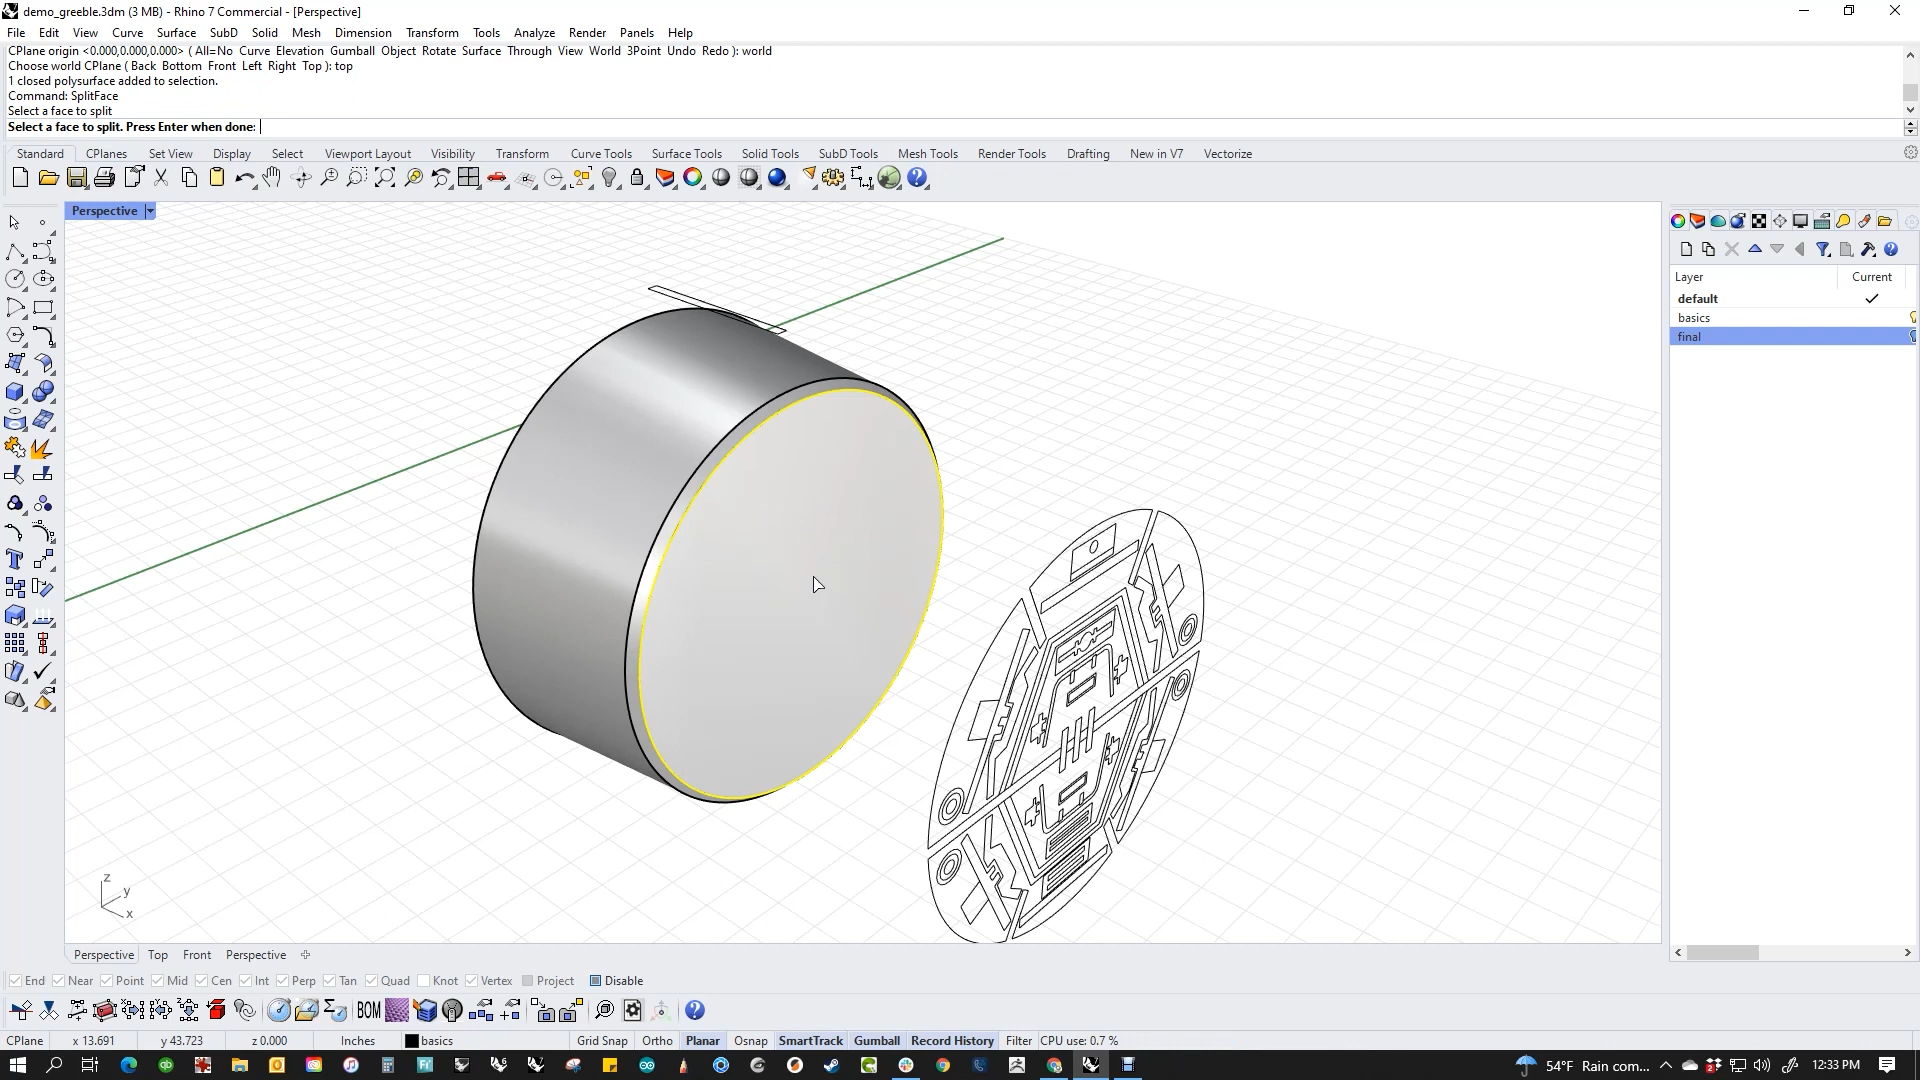 demo_greeble.3dm (3 MB) - Rhino 7 Commercial - [Perspective]
File Edit View Curve Surface SubD Solid Mesh Dimension Transform Tools Analyze Render Panels Help
CPlane origin <0.000,0.000,0.000> ( All=No Curve Elevation Gumball Object Rotate Surface Through View World 3Point Undo Redo ): world
Choose world CPlane ( Back Bottom Front Left Right Top ): top
1 closed polysurface added to selection.
Command: SplitFace
Select a face to split
Select a face to split. Press Enter when done:
Standard CPlanes Set View Display Select Viewport Layout Visibility Transform Curve Tools Surface Tools Solid Tools SubD Tools Mesh Tools Render Tools Drafting New in V7 Vectorize
Perspective
Layer Current
default
basics
final
z
y
x
Perspective Top Front Perspective
End Near Point Mid Cen Int Perp Tan Quad Knot Vertex Project Disable
BOM
CPlane x 13.691 y 43.723 z 0.000 Inches basics Grid Snap Ortho Planar Osnap SmartTrack Gumball Record History Filter CPU use: 0.7 %
54°F Rain com... 12:33 PM